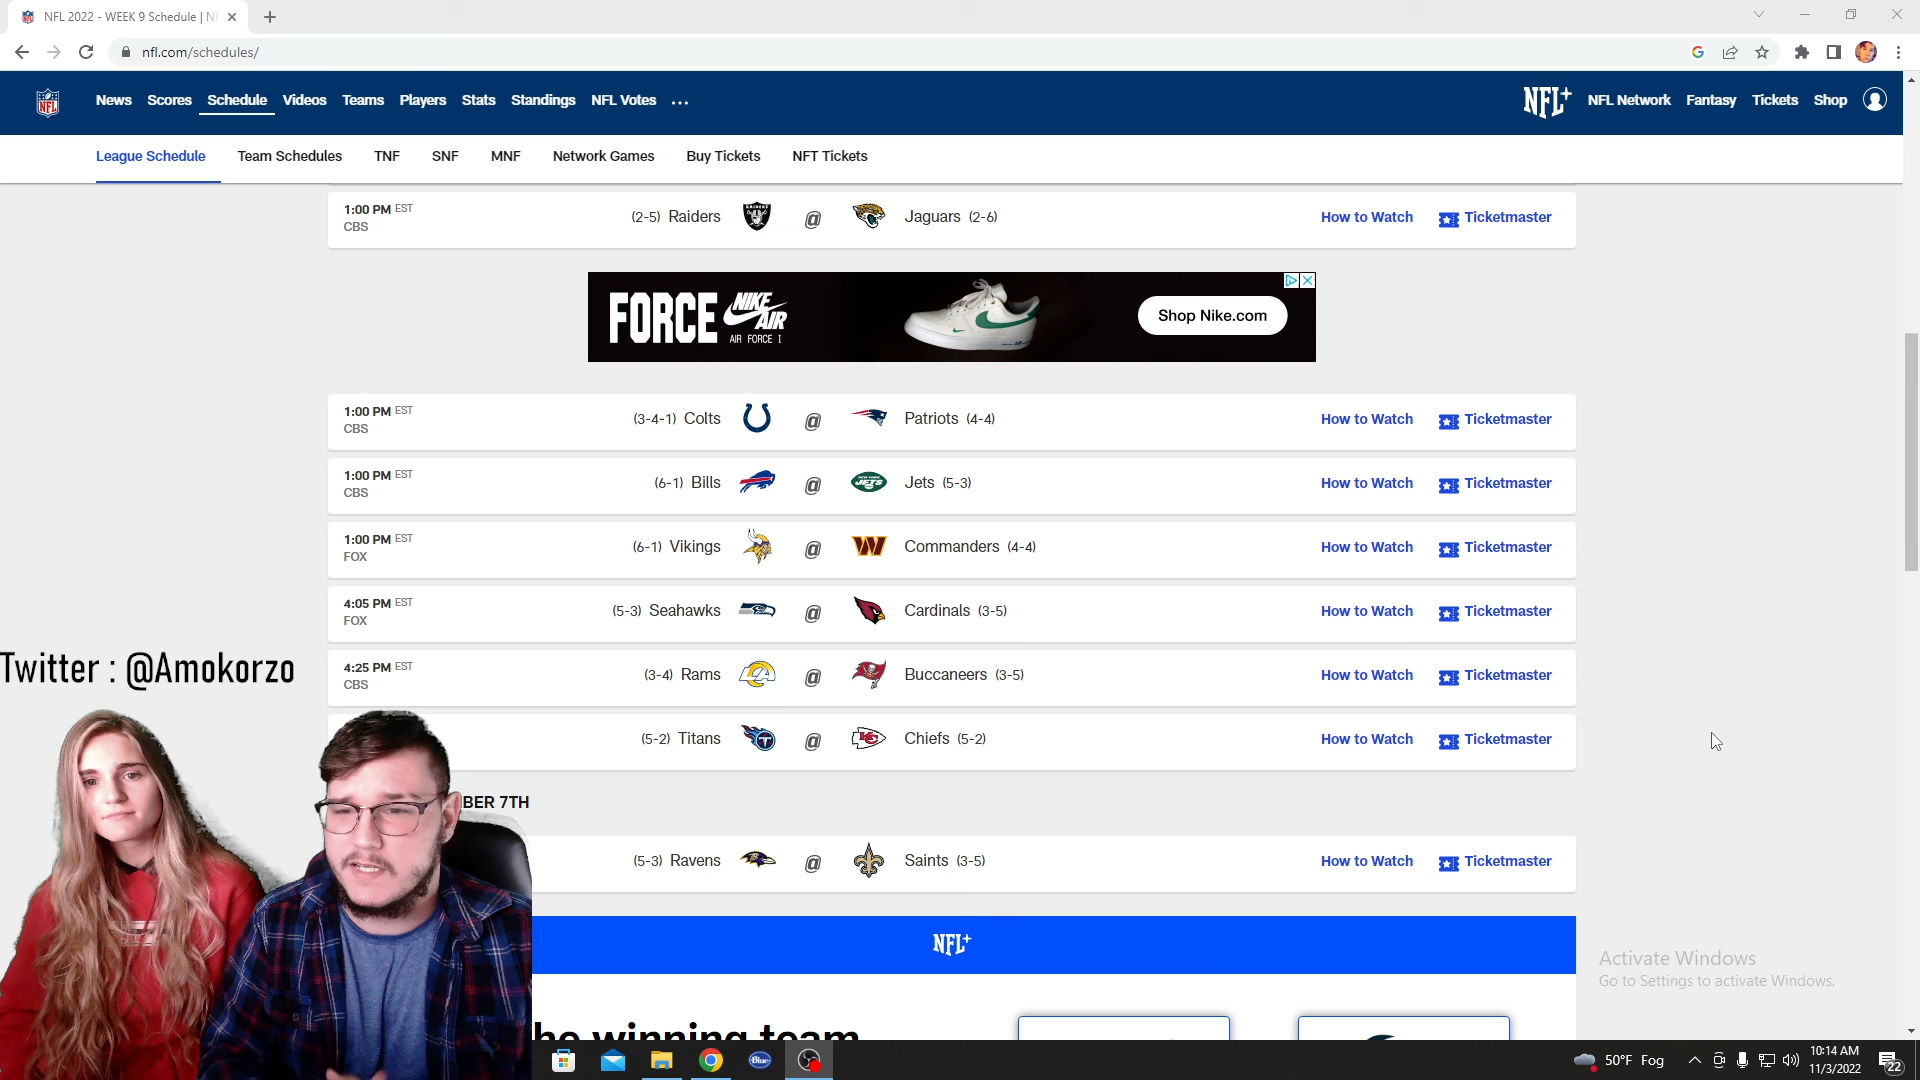 NFL 2022 - WEEK 9 Schedule | NF
nfl.com/schedules/
NFL
News Scores Schedule Videos Teams Players Stats Standings NFL Votes ...
NFL+ NFL Network Fantasy Tickets Shop
League Schedule Team Schedules TNF SNF MNF Network Games Buy Tickets NFT Tickets
1:00 PM EST
CBS
(2-5) Raiders @ Jaguars (2-6) How to Watch Ticketmaster
FORCE NIKE AIR
AIR FORCE 1
Shop Nike.com
1:00 PM EST
CBS
(3-4-1) Colts @ Patriots (4-4) How to Watch Ticketmaster
1:00 PM EST
CBS
(6-1) Bills @ JETS Jets (5-3) How to Watch Ticketmaster
1:00 PM EST
FOX
(6-1) Vikings @ W Commanders (4-4) How to Watch Ticketmaster
4:05 PM EST
FOX
(5-3) Seahawks @ Cardinals (3-5) How to Watch Ticketmaster
4:25 PM EST
CBS
(3-4) Rams LA @ Buccaneers (3-5) How to Watch Ticketmaster
(5-2) Titans T @ KC Chiefs (5-2) How to Watch Ticketmaster
BER 7TH
(5-3) Ravens @ Saints (3-5) How to Watch Ticketmaster
NFL+
he winning team
Twitter : @Amokorzo
Activate Windows
Go to Settings to activate Windows.
Blue
50°F Fog
10:14 AM
11/3/2022
22